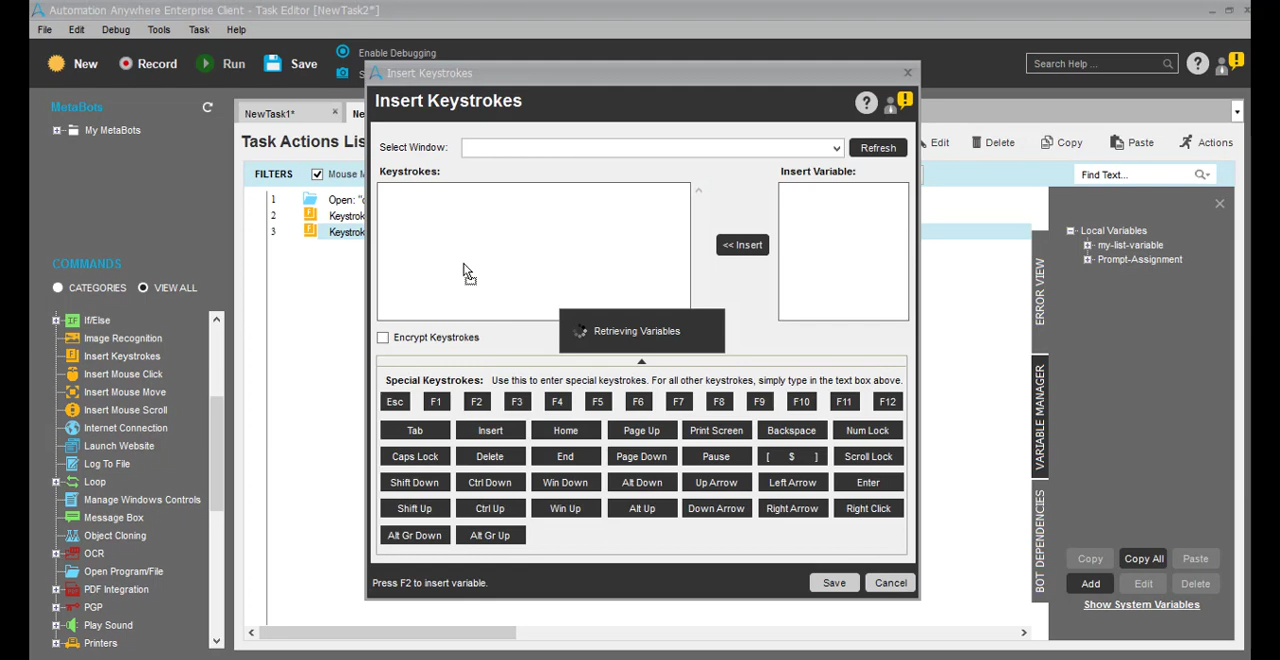 Automation Anywhere Enterprise Client - Task Editor [NewTask2*]
File Edit Debug Tools Task Help
New Record Run Save
Enable Debugging
Search Help ...
Insert Keystrokes
Insert Keystrokes
MetaBots
My MetaBots
NewTask1*
Task Actions Lis
Edit Delete Copy Paste Actions
FILTERS Mouse M
Find Text...
1 Open: "
2 Keystrok
3 Keystrok
Select Window:
Refresh
Keystrokes:
Insert Variable:
<< Insert
Retrieving Variables
Encrypt Keystrokes
Special Keystrokes: Use this to enter special keystrokes. For all other keystrokes, simply type in the text box above.
Esc F1 F2 F3 F4 F5 F6 F7 F8 F9 F10 F11 F12
Tab Insert Home Page Up Print Screen Backspace Num Lock
Caps Lock Delete End Page Down Pause [ $ ] Scroll Lock
Shift Down Ctrl Down Win Down Alt Down Up Arrow Left Arrow Enter
Shift Up Ctrl Up Win Up Alt Up Down Arrow Right Arrow Right Click
Alt Gr Down Alt Gr Up
Press F2 to insert variable.
Save Cancel
COMMANDS
CATEGORIES VIEW ALL
If/Else
Image Recognition
Insert Keystrokes
Insert Mouse Click
Insert Mouse Move
Insert Mouse Scroll
Internet Connection
Launch Website
Log To File
Loop
Manage Windows Controls
Message Box
Object Cloning
OCR
Open Program/File
PDF Integration
PGP
Play Sound
Printers
ERROR VIEW
VARIABLE MANAGER
BOT DEPENDENCIES
Local Variables
my-list-variable
Prompt-Assignment
Copy Copy All Paste
Add Edit Delete
Show System Variables